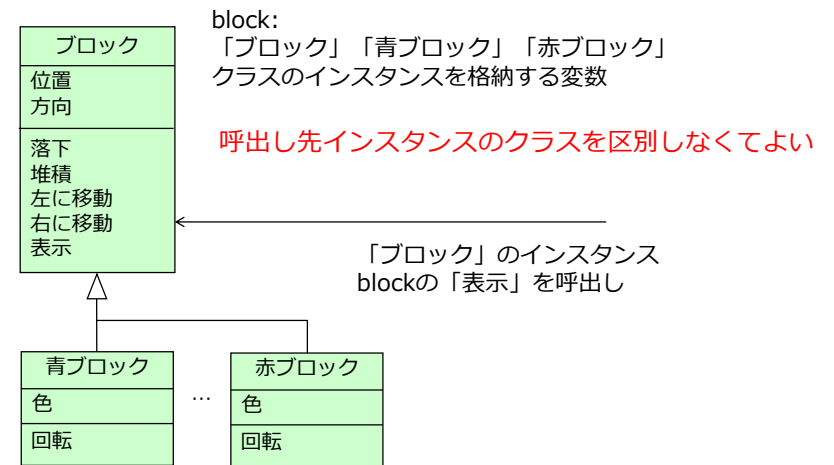 block:
「ブロック」「青ブロック」「赤ブロック」
クラスのインスタンスを格納する変数
呼出し先インスタンスのクラスを区別しなくてよい
ブロック
位置
方向
落下
堆積
左に移動
右に移動
表示
「ブロック」のインスタンス
blockの「表示」を呼出し
青ブロック
色
回転
…
赤ブロック
色
回転